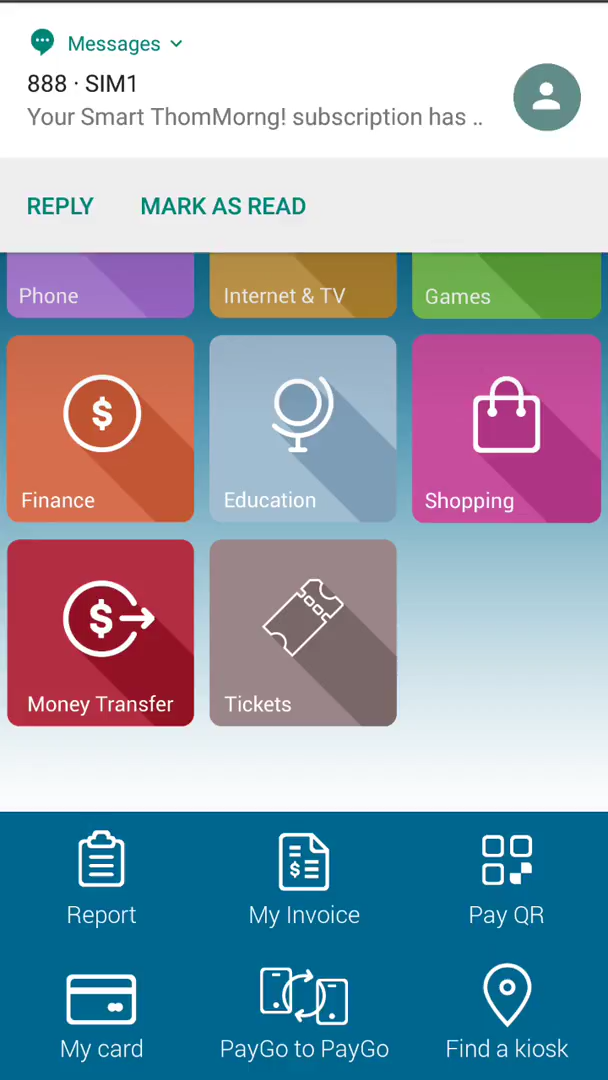 Messages
888 · SIM1
Your Smart ThomMorng! subscription has ..
REPLY MARK AS READ
Phone Internet & TV Games
Finance Education Shopping
Money Transfer Tickets
Report My Invoice Pay QR
My card PayGo to PayGo Find a kiosk